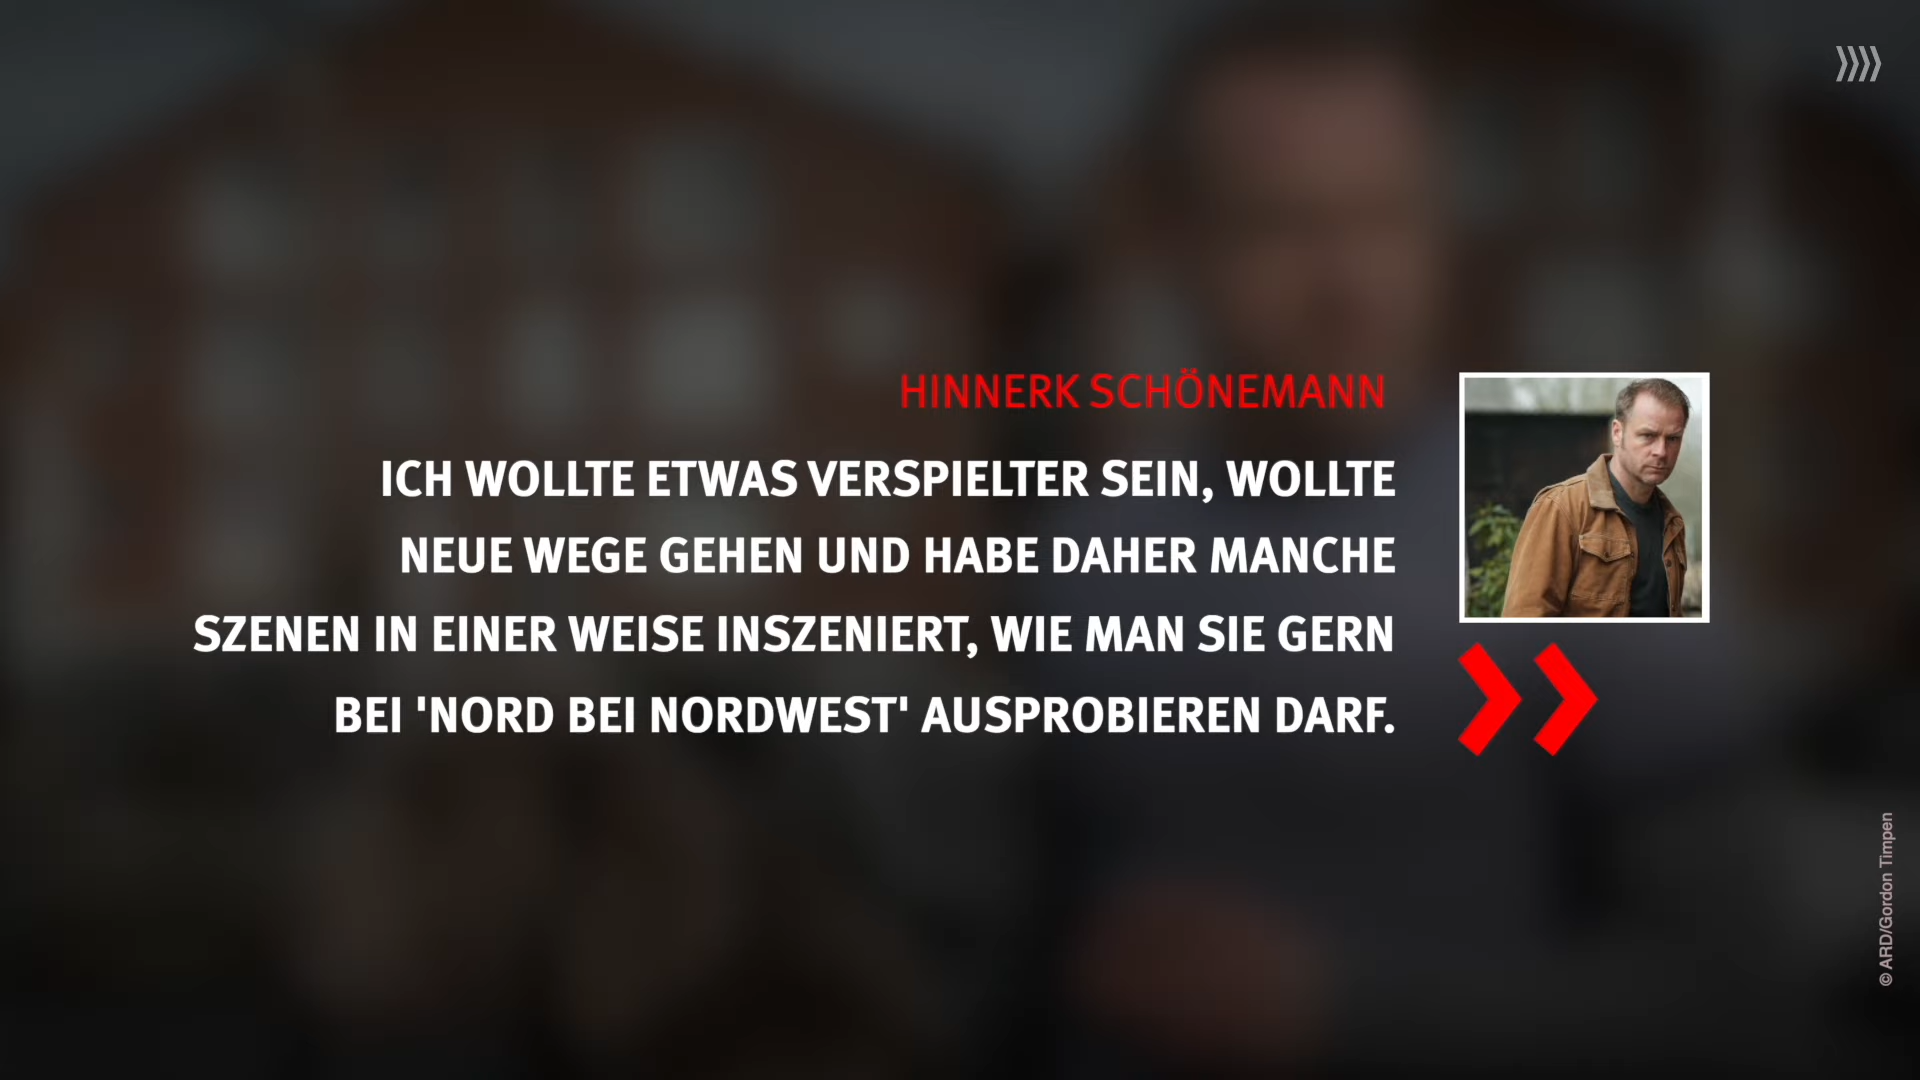 HINNERK SCHÖNEMANN
ICH WOLLTE ETWAS VERSPIELTER SEIN, WOLLTE
NEUE WEGE GEHEN UND HABE DAHER MANCHE
SZENEN IN EINER WEISE INSZENIERT, WIE MAN SIE GERN
BEI 'NORD BEI NORDWEST' AUSPROBIEREN DARF.
© ARD/Gordon Timpen